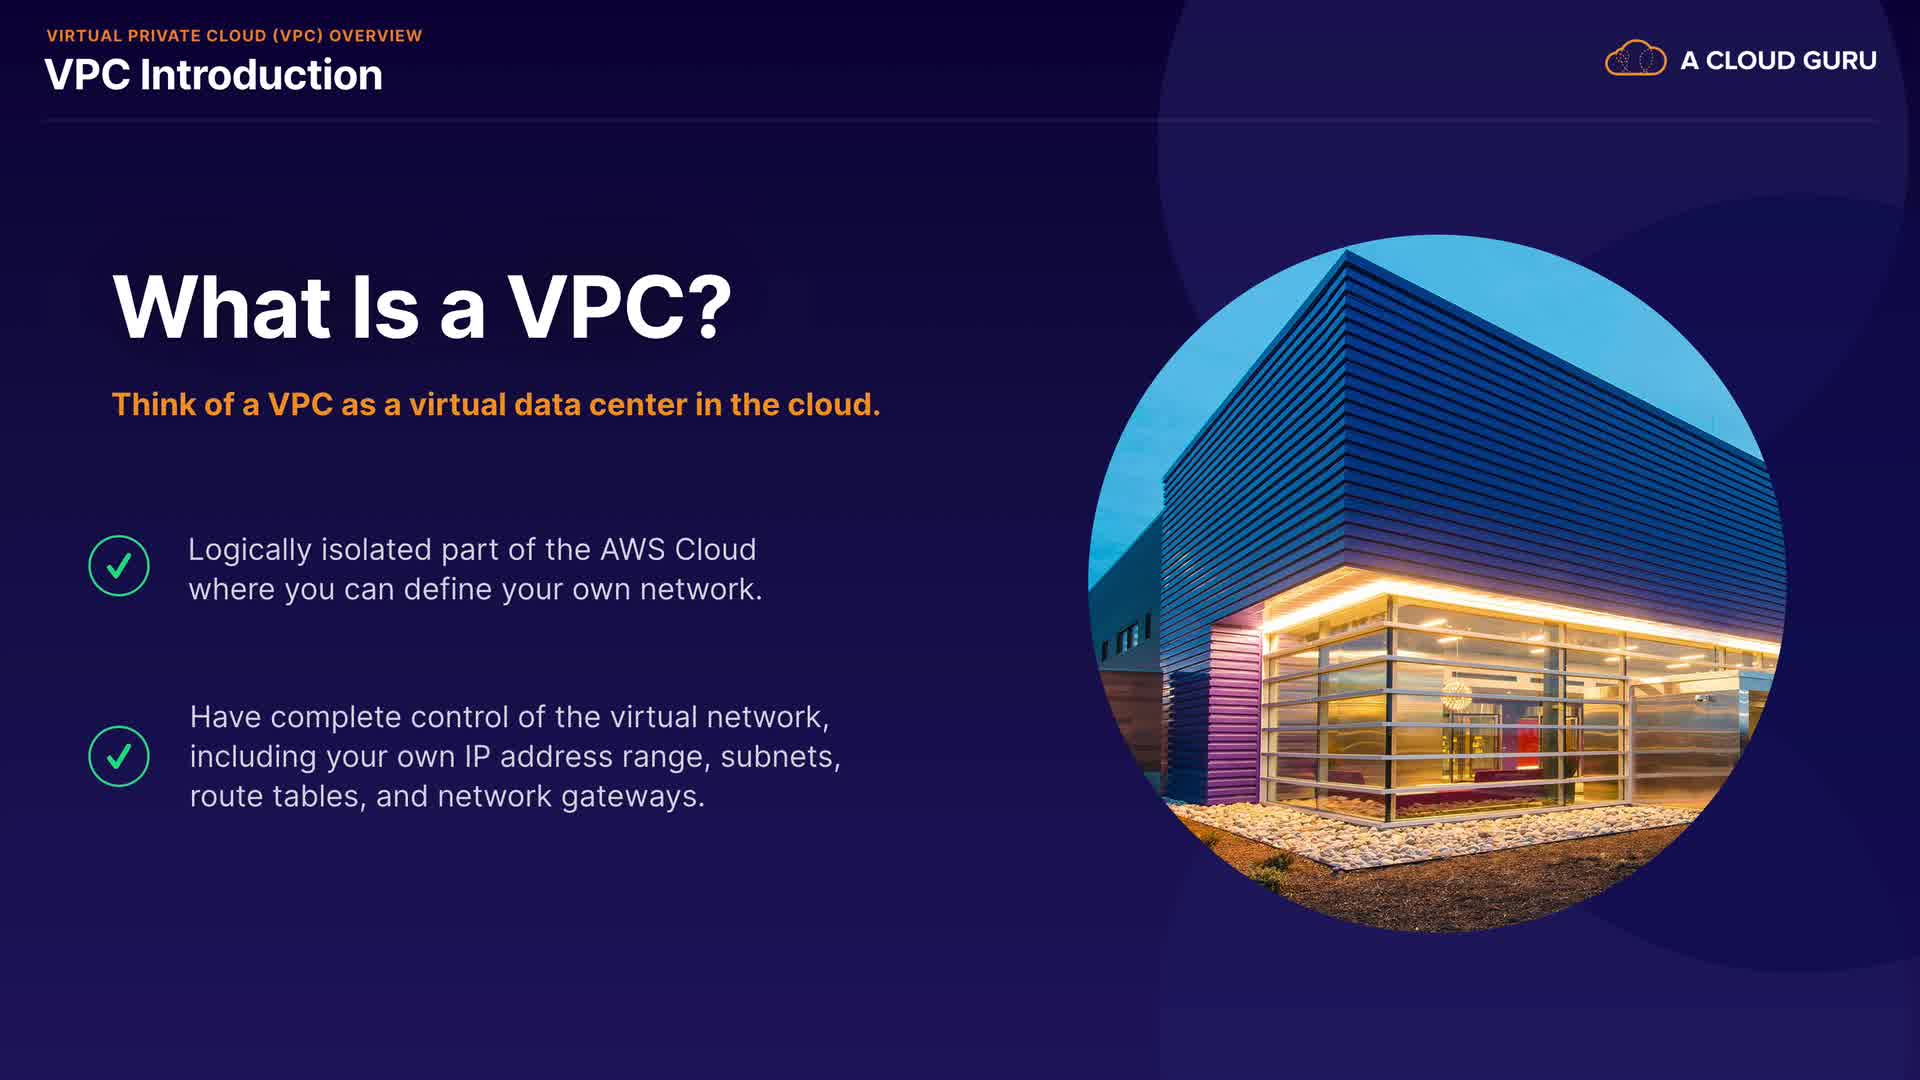 VIRTUAL PRIVATE CLOUD (VPC) OVERVIEW
VPC Introduction
A CLOUD GURU
What Is a VPC?
Think of a VPC as a virtual data center in the cloud.
Logically isolated part of the AWS Cloud
where you can define your own network.
Have complete control of the virtual network,
including your own IP address range, subnets,
route tables, and network gateways.